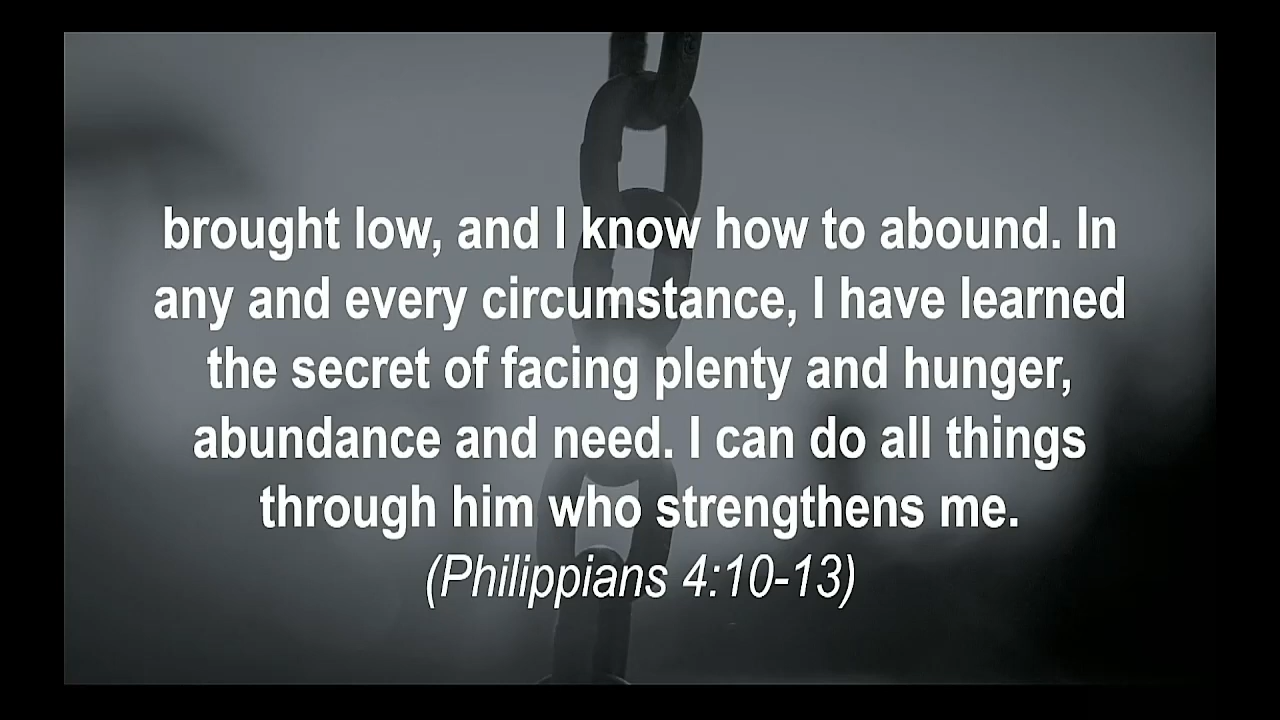 brought low, and I know how to abound. In
any and every circumstance, I have learned
the secret of facing plenty and hunger,
abundance and need. I can do all things
through him who strengthens me.
(Philippians 4:10-13)